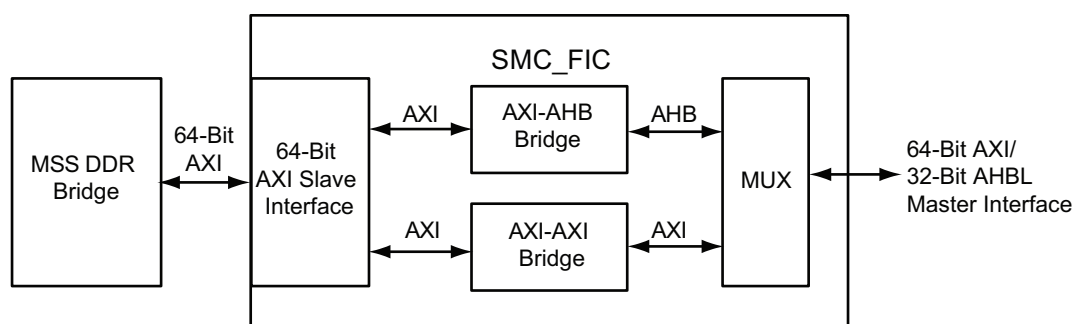 SMC_FIC
MSS DDR
Bridge
64-Bit
AXI
64-Bit
AXI Slave
Interface
AXI
AXI-AHB
Bridge
AHB
AXI
AXI-AXI
Bridge
AXI
MUX
64-Bit AXI/
32-Bit AHBL
Master Interface